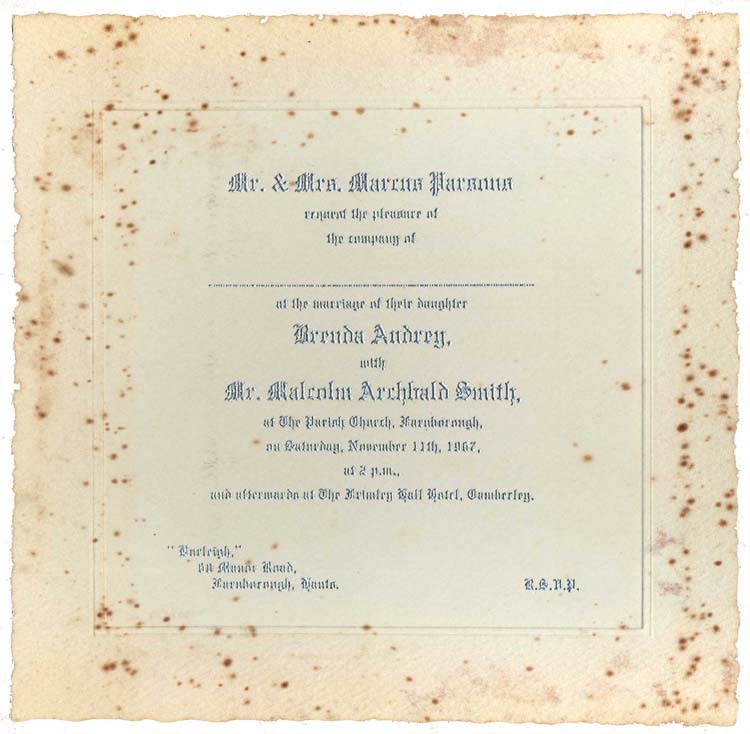 Mr. & Mrs. Marcus Parsons
request the pleasure of
the company of
at the marriage of their daughter
Brenda Audrey,
with
Mr. Malcolm Archbald Smith,
at The Parish Church, Farnborough,
on Saturday, November 11th, 1967,
at 2 p.m.,
and afterwards at The Frimley Hall Hotel, Camberley.
"Burleigh,"
Manor Road,
Farnborough, Hants.
R.S.V.P.